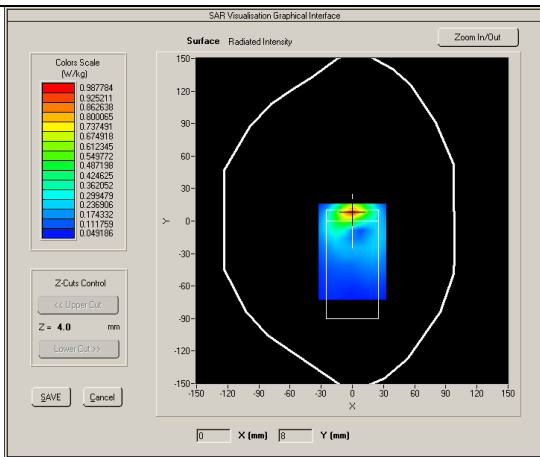 SAR Visualisation Graphical Interface
Surface Radiated Intensity
Zoom In/Out
Colors Scale
(W/kg)
0.987784
0.925211
0.862638
0.800065
0.737491
0.674918
0.612345
0.549772
0.487198
0.424625
0.362052
0.299479
0.236906
0.174332
0.111759
0.049186
Z-Cuts Control
<< Upper Cut
Z = 4.0 mm
Lower Cut >>
SAVE Cancel
150-
120-
90-
60-
30-
0-
-30-
-60-
-90-
-120-
-150-
Y
-150 -120 -90 -60 -30 0 30 60 90 120 150
X
0 X (mm) 8 Y (mm)